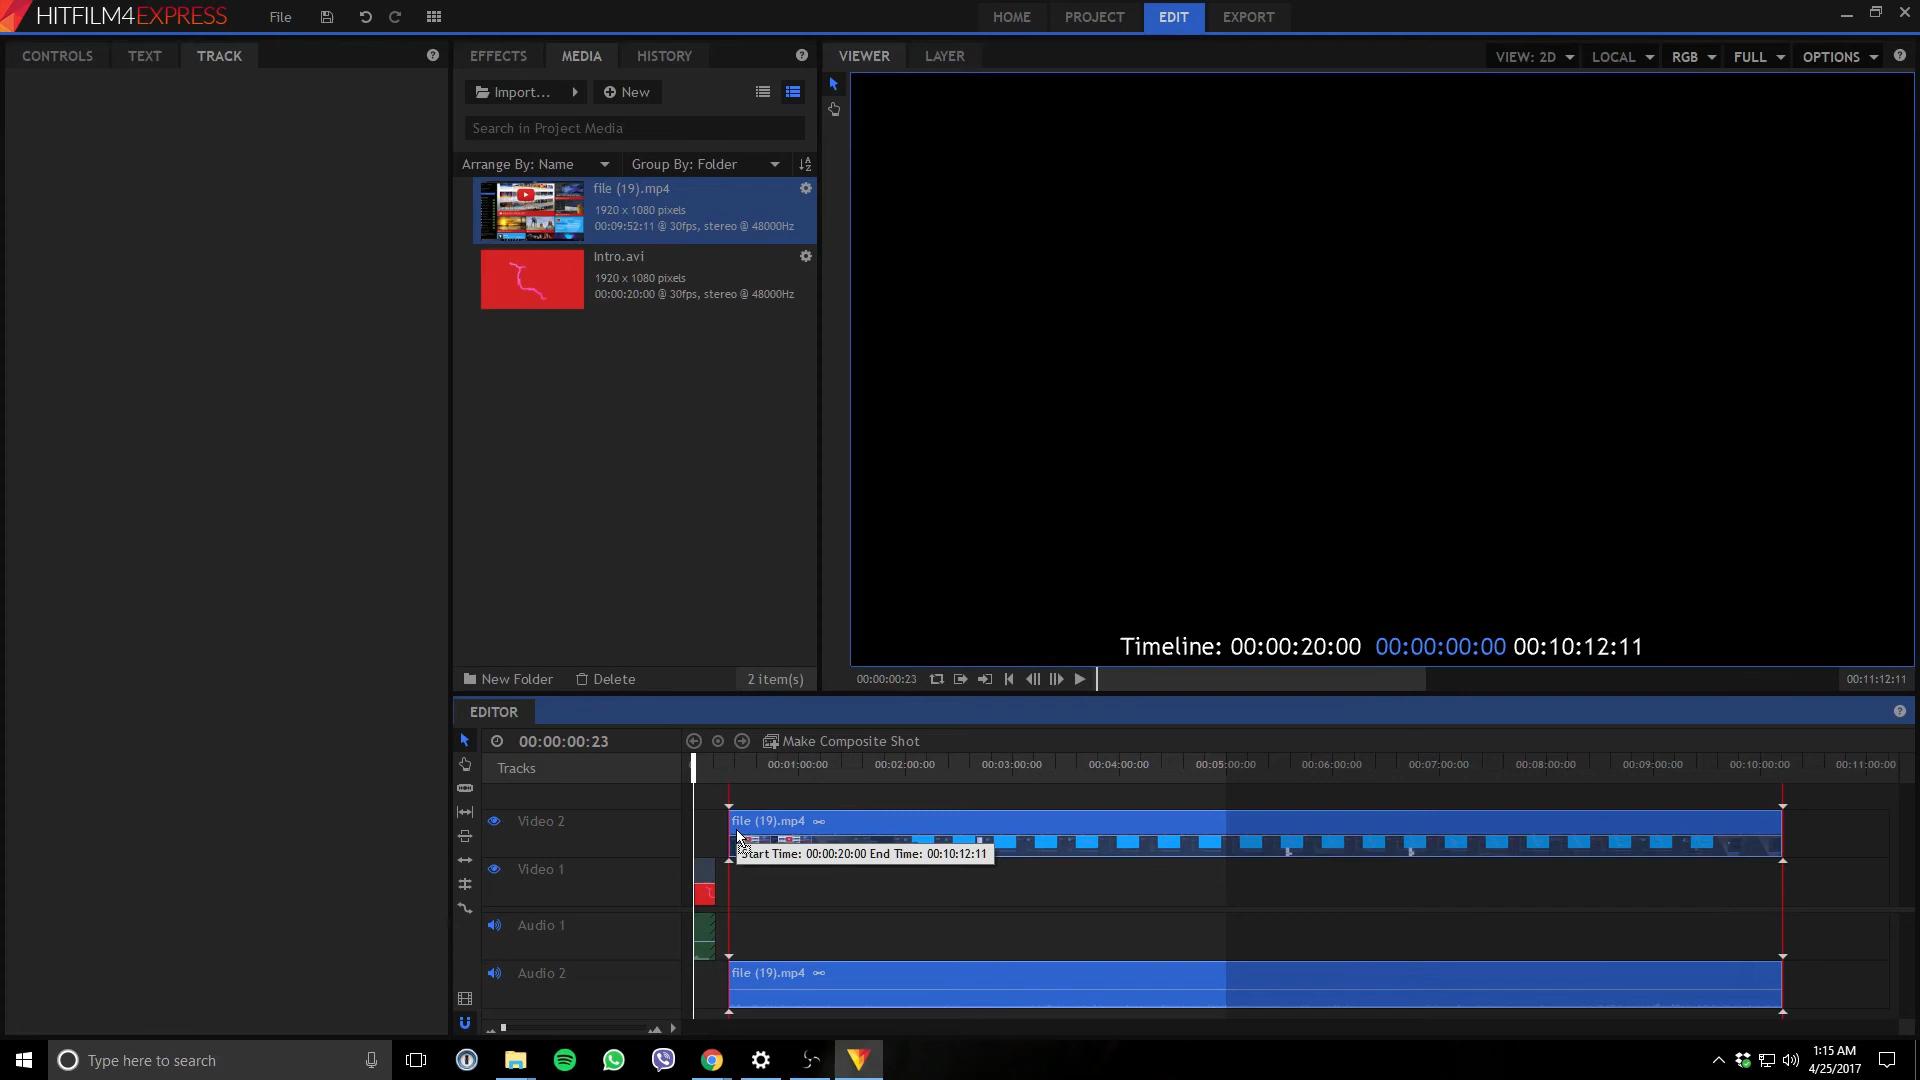 HITFILM4EXPRESS
File
HOME
PROJECT
EDIT
EXPORT
CONTROLS
TEXT
TRACK
EFFECTS
MEDIA
HISTORY
VIEWER
LAYER
VIEW: 2D
LOCAL
RGB
FULL
OPTIONS
Import...
New
Search in Project Media
Arrange By: Name
Group By: Folder
file (19).mp4
1920 x 1080 pixels
00:09:52:11 @ 30fps, stereo @ 48000Hz
Intro.avi
1920 x 1080 pixels
00:00:20:00 @ 30fps, stereo @ 48000Hz
Timeline: 00:00:20:00 00:00:00:00 00:10:12:11
New Folder
Delete
2 item(s)
00:00:00:23
00:11:12:11
EDITOR
00:00:00:23
Make Composite Shot
Tracks
00:01:00:00
00:02:00:00
00:03:00:00
00:04:00:00
00:05:00:00
00:06:00:00
00:07:00:00
00:08:00:00
00:09:00:00
00:10:00:00
00:11:00:00
Video 2
file (19).mp4
Start Time: 00:00:20:00 End Time: 00:10:12:11
Video 1
Audio 1
Audio 2
file (19).mp4
Type here to search
1:15 AM
4/25/2017